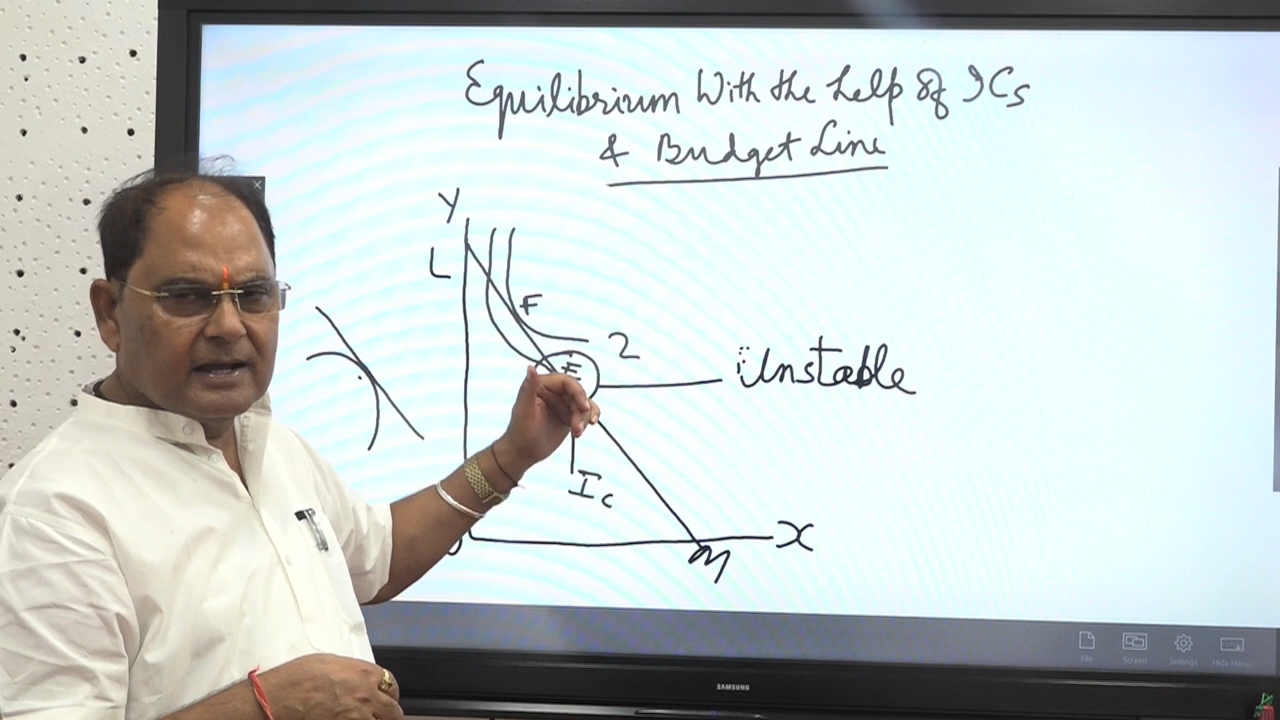 Equilibrium With the help of ICs
& Budget Line
Y
L
F
2
E
Unstable
Ic
X
M
File
Screen
Settings
Hide Menu
SAMSUNG